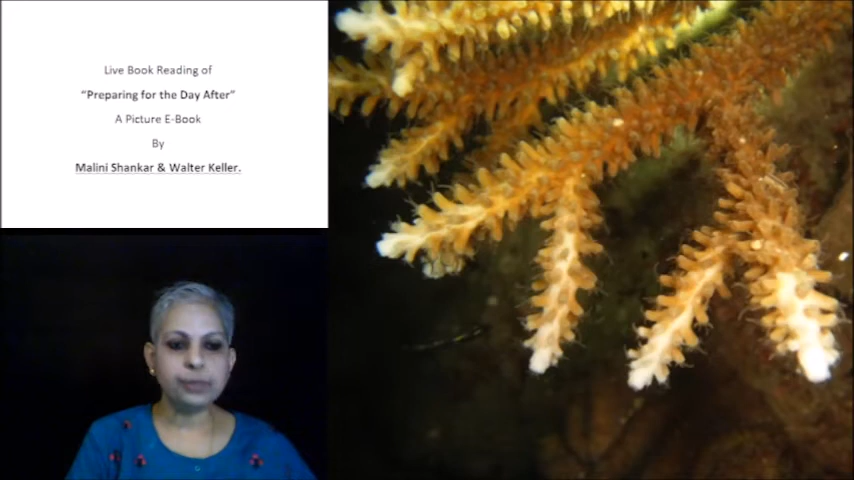 Live Book Reading of
“Preparing for the Day After”
A Picture E-Book
By
Malini Shankar & Walter Keller.